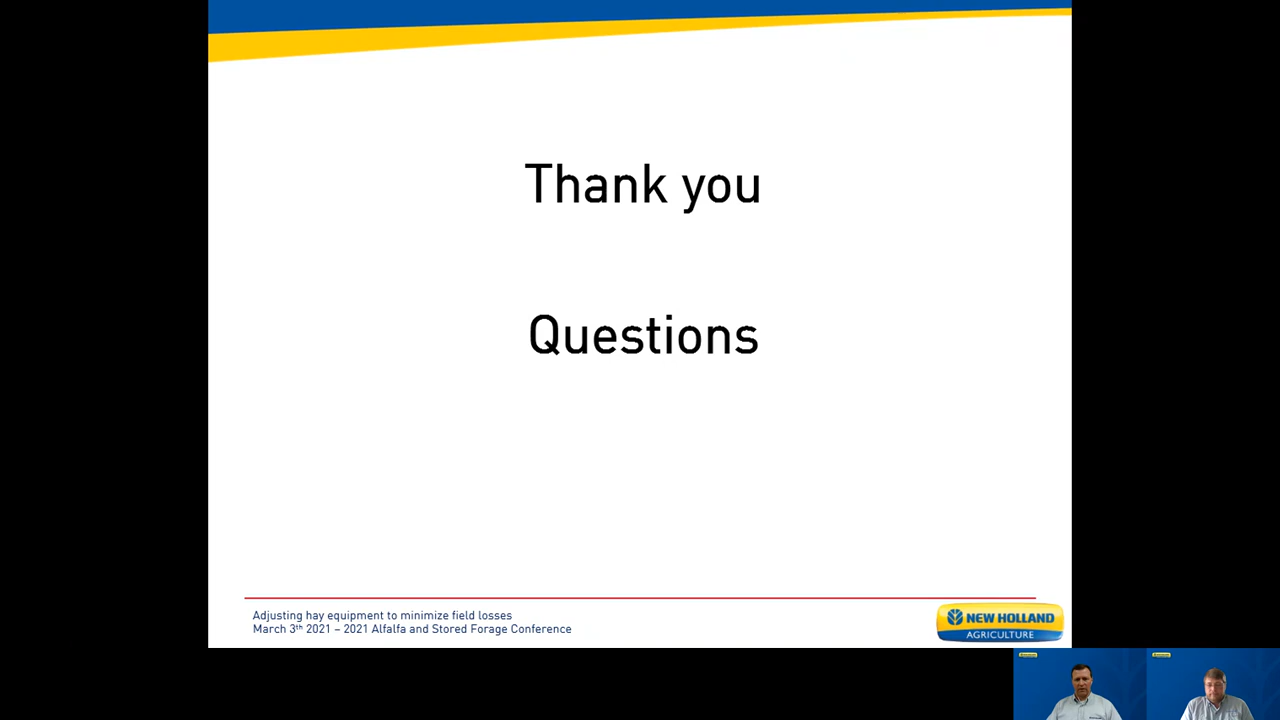 Thank you
Questions
Adjusting hay equipment to minimize field losses
March 3th 2021 – 2021 Alfalfa and Stored Forage Conference
NEW HOLLAND
AGRICULTURE